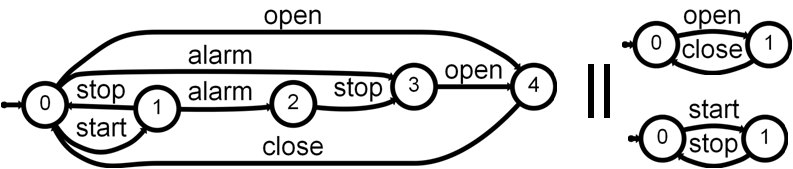 open
alarm
stop alarm stop open
0 1 2 3 4
start
close
open
0 close 1
start
0 stop 1